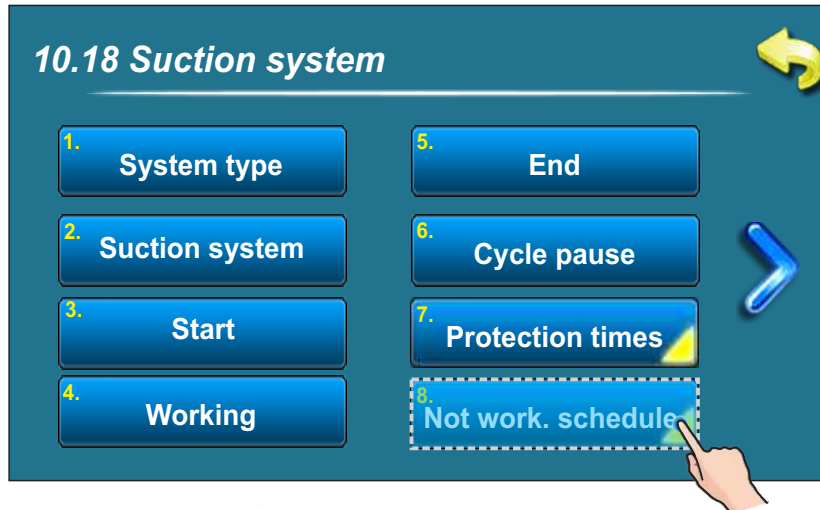 10.18 Suction system
1.
System type
2.
Suction system
3.
Start
4.
Working
5.
End
6.
Cycle pause
7.
Protection times
8.
Not work. schedule